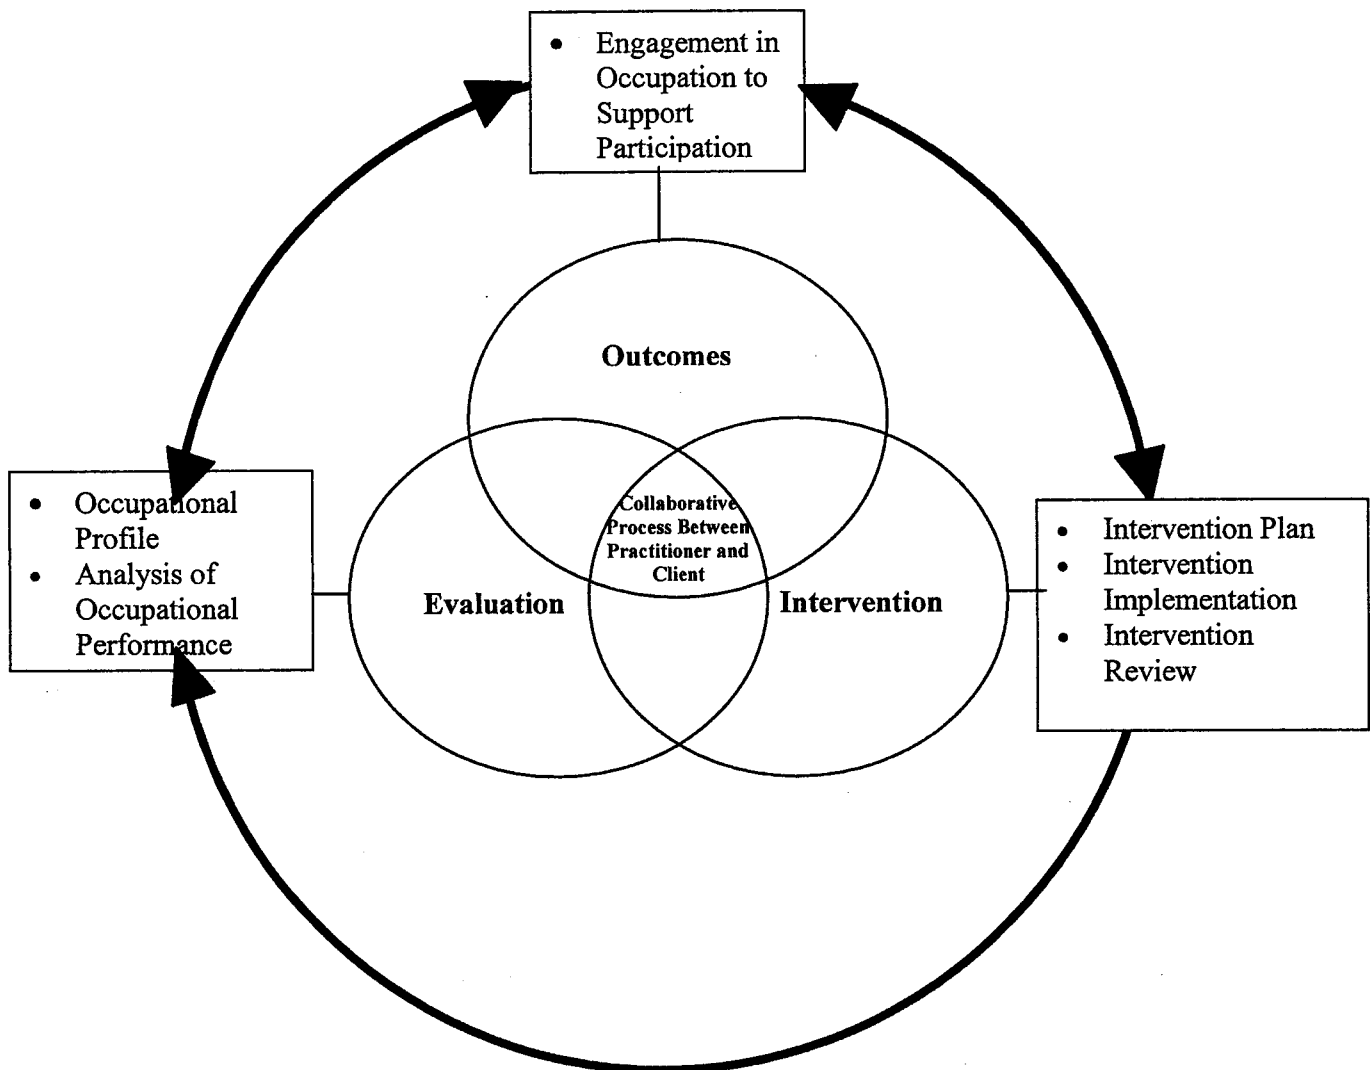 • Engagement in
Occupation to
Support
Participation
Outcomes
• Occupational
Profile
• Analysis of
Occupational
Performance
Evaluation
Collaborative
Process Between
Practitioner and
Client
Intervention
• Intervention Plan
• Intervention
Implementation
• Intervention
Review